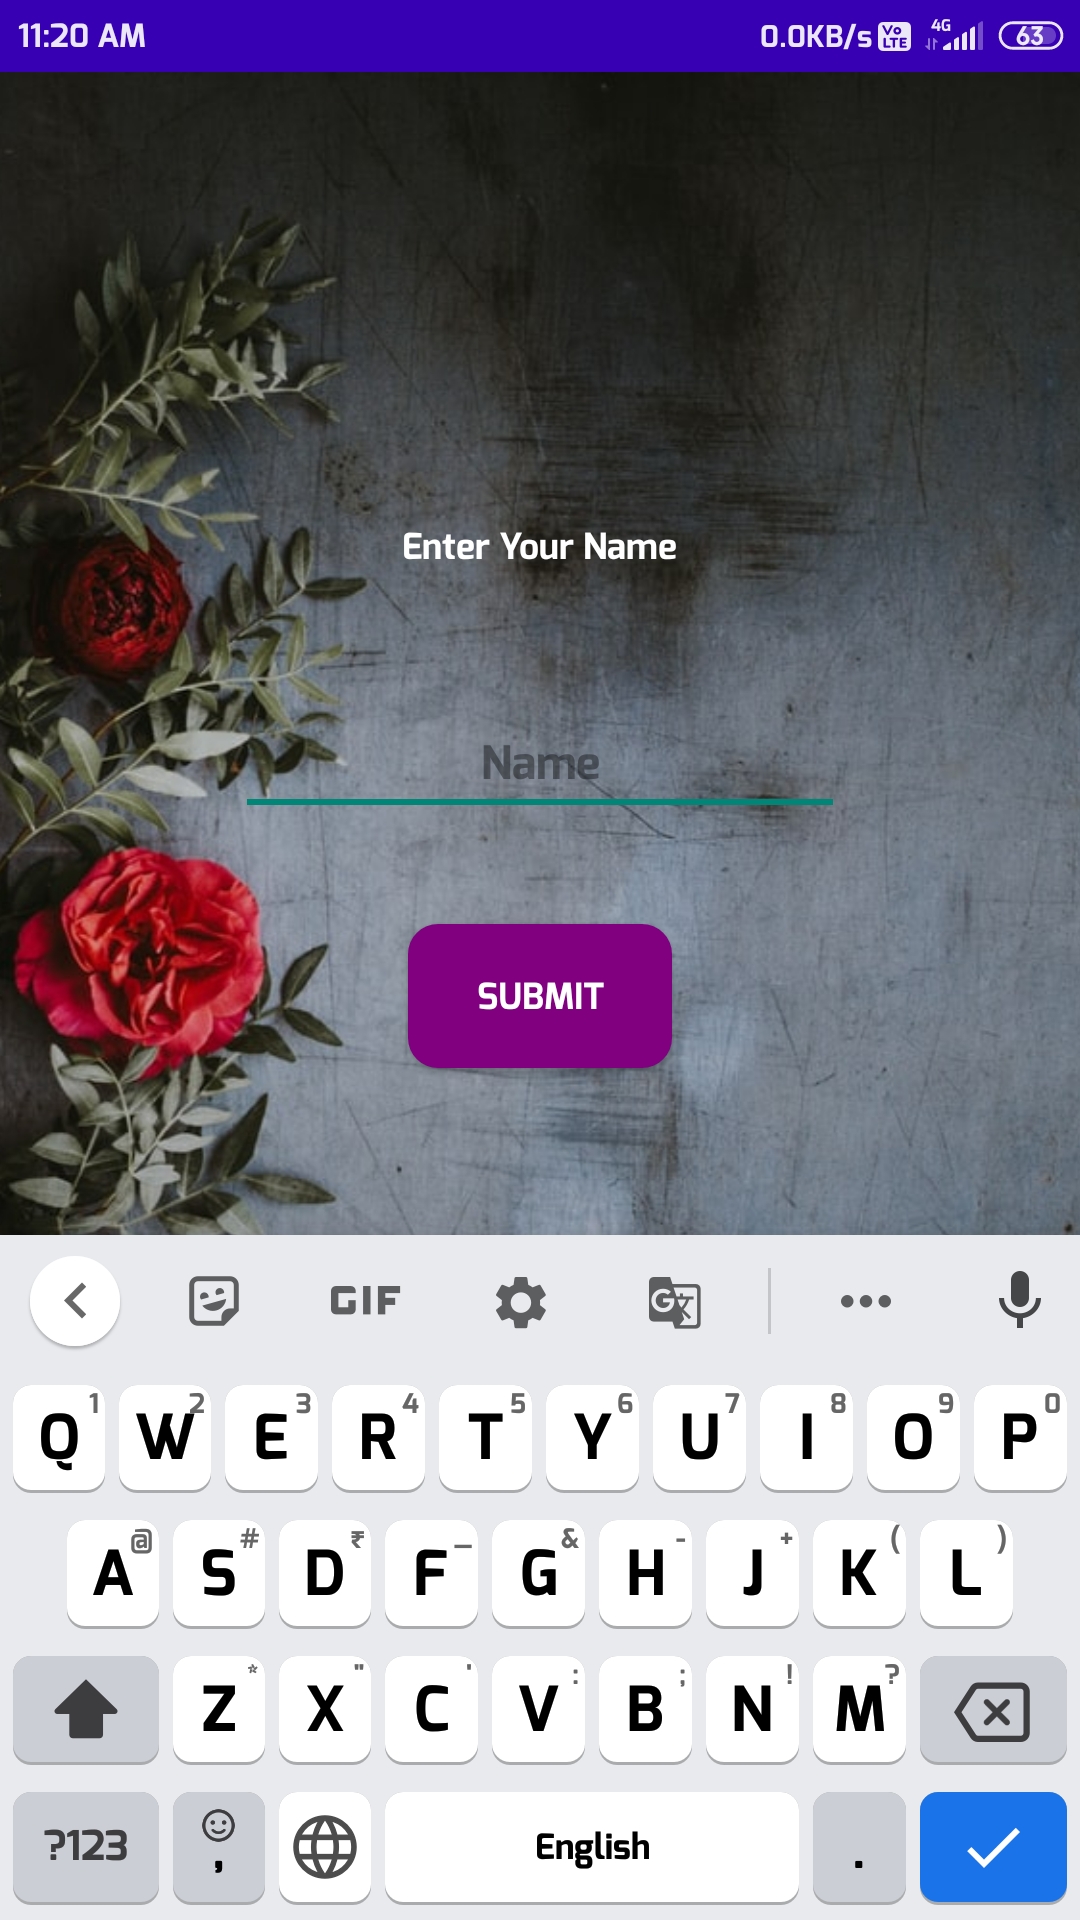 11:20 AM 0.0KB/s Vo LTE 4G 63
Enter Your Name
Name
SUBMIT
GIF G
1 2 3 4 5 6 7 8 9 0
Q W E R T Y U I O P
@ # ₹ _ & - + ( )
A S D F G H J K L
* " ' : ; ! ?
Z X C V B N M
?123 , English .